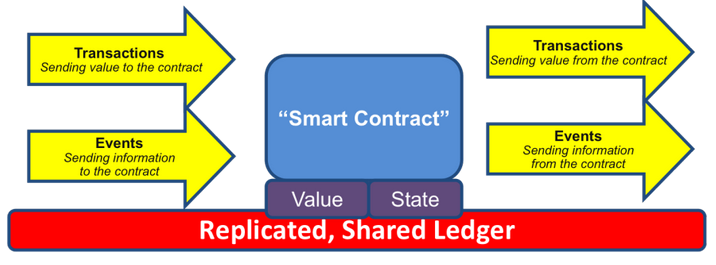 Transactions
Sending value to the contract
Events
Sending information
to the contract
“Smart Contract”
Value
State
Transactions
Sending value from the contract
Events
Sending information
from the contract
Replicated, Shared Ledger